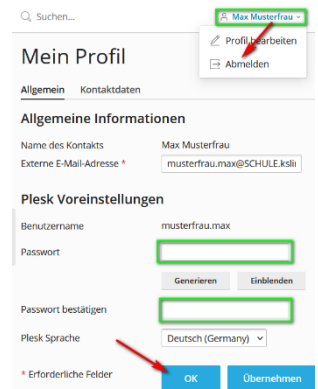 Suchen...
Max Musterfrau
Profil bearbeiten
Abmelden
Mein Profil
Allgemein Kontaktdaten
Allgemeine Informationen
Name des Kontakts Max Musterfrau
Externe E-Mail-Adresse * musterfrau.max@SCHULE.kslin
Plesk Voreinstellungen
Benutzername musterfrau.max
Passwort
Generieren Einblenden
Passwort bestätigen
Plesk Sprache Deutsch (Germany)
* Erforderliche Felder OK Übernehmen